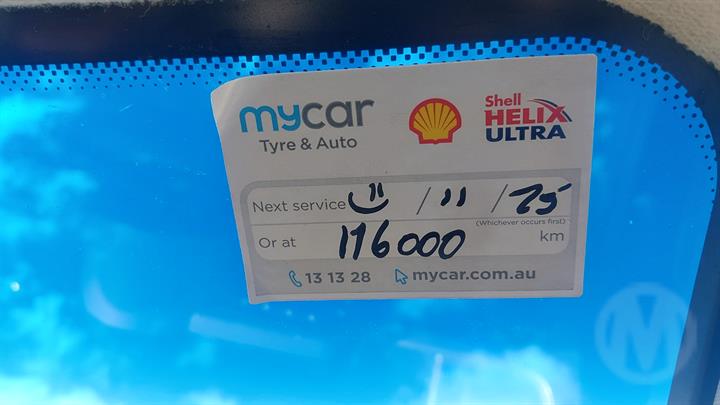 mycar
Tyre & Auto
Shell
HELIX
ULTRA
Next service 11 / 11 / 25
(Whichever occurs first)
Or at 116000 km
13 13 28 mycar.com.au
M